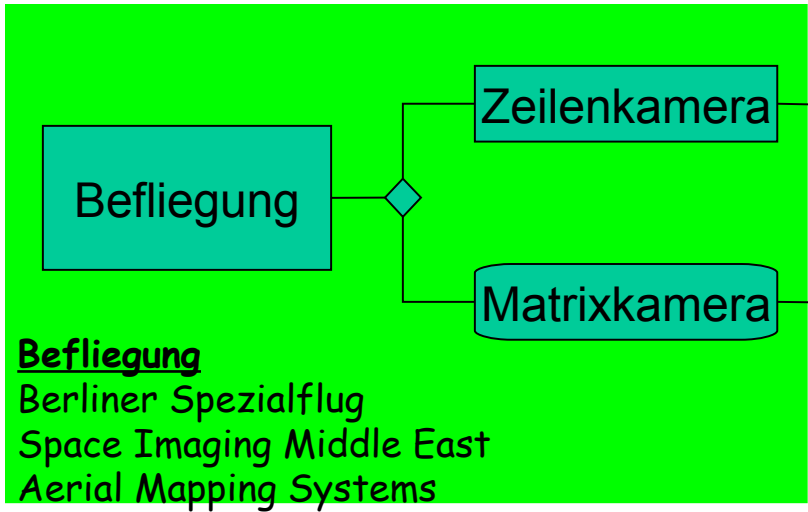 Zeilenkamera
Befliegung
Matrixkamera
Befliegung
Berliner Spezialflug
Space Imaging Middle East
Aerial Mapping Systems